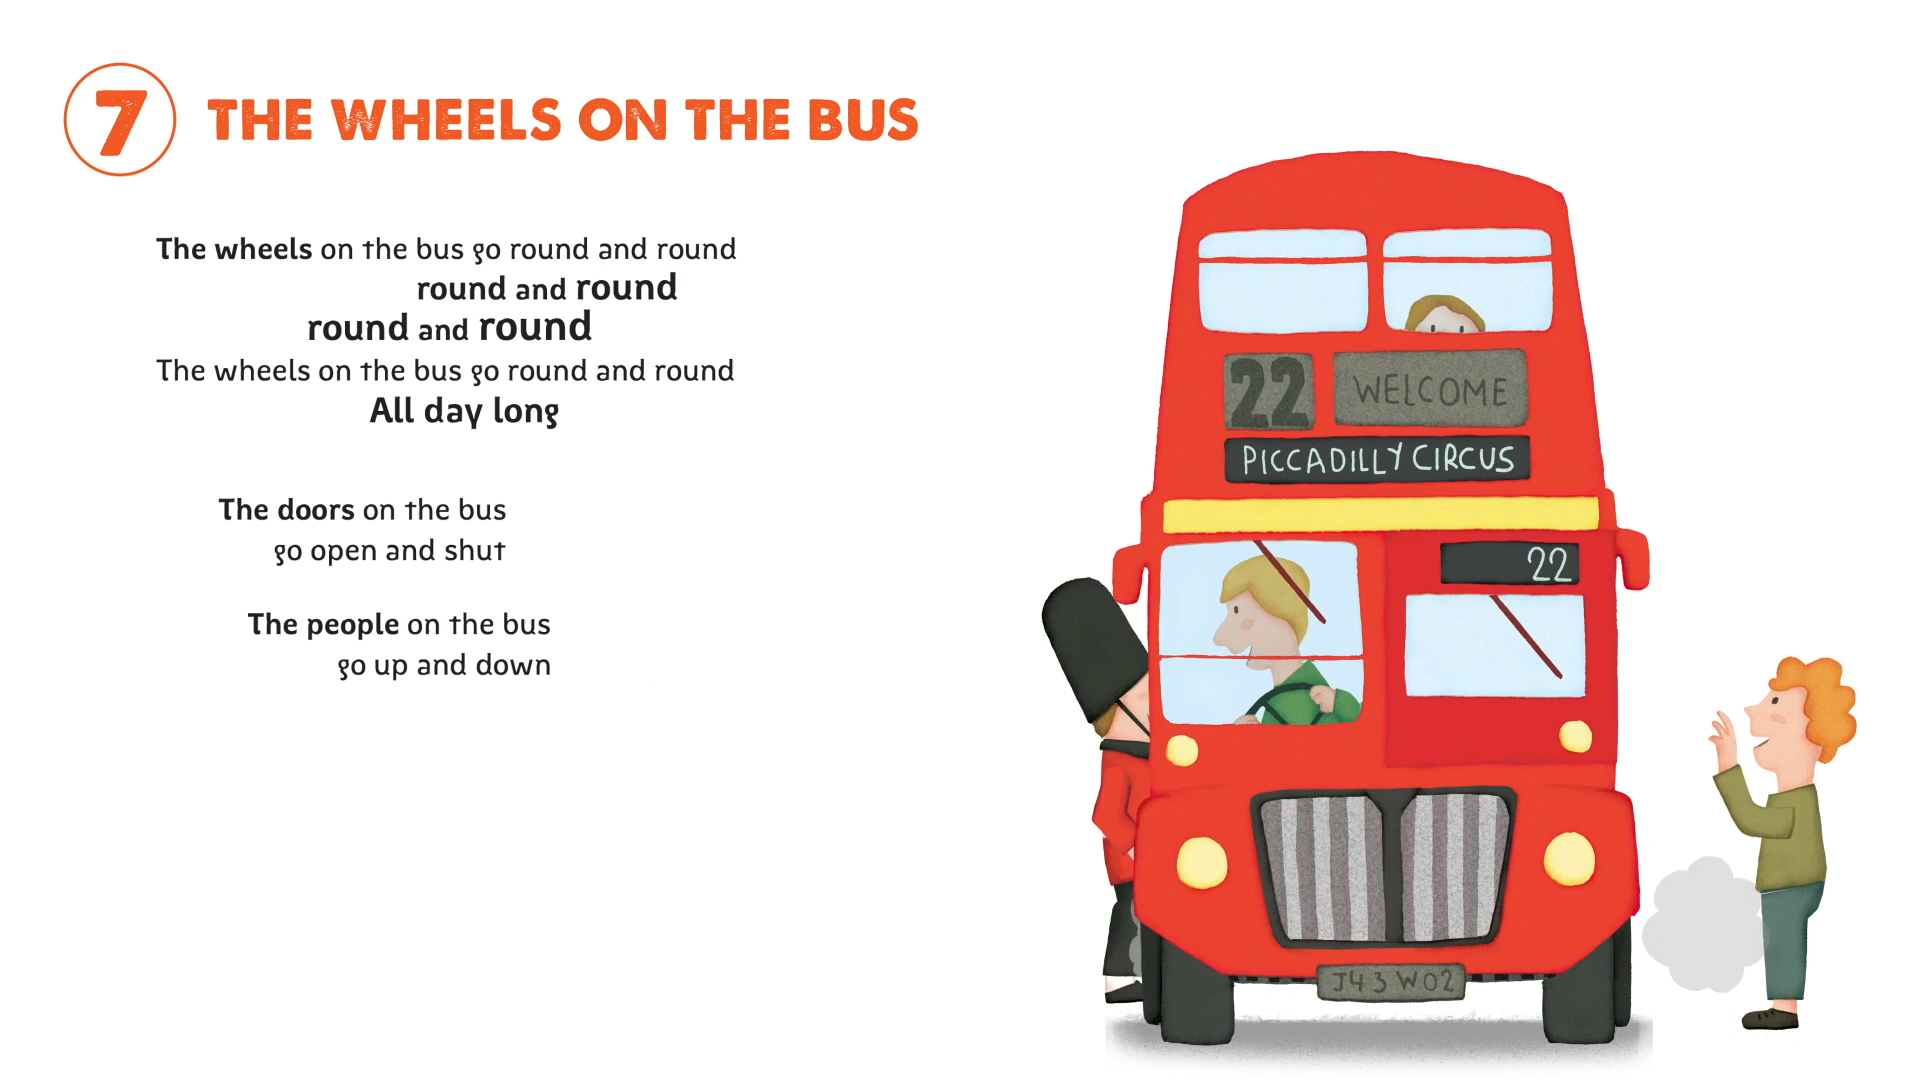 7 THE WHEELS ON THE BUS
The wheels on the bus go round and round
round and round
round and round
The wheels on the bus go round and round
All day long
The doors on the bus
go open and shut
The people on the bus
go up and down
22 WELCOME
PICCADILLY CIRCUS
22
J43 W02